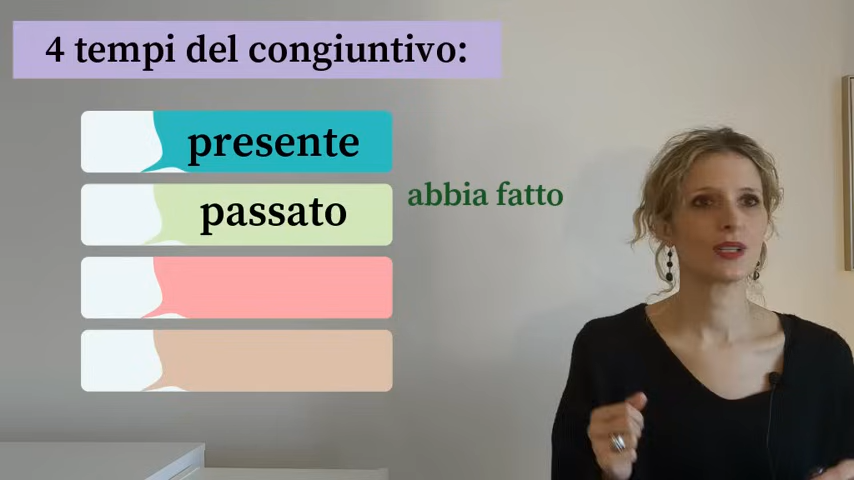 4 tempi del congiuntivo:
presente
passato
abbia fatto